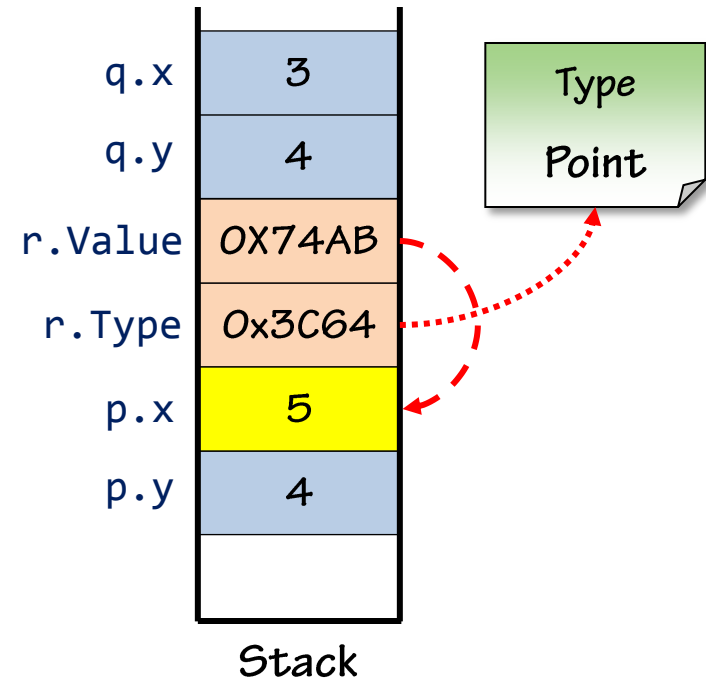 q.x 3
q.y 4
r.Value 0X74AB
r.Type 0x3C64
p.x 5
p.y 4
Stack
Type
Point